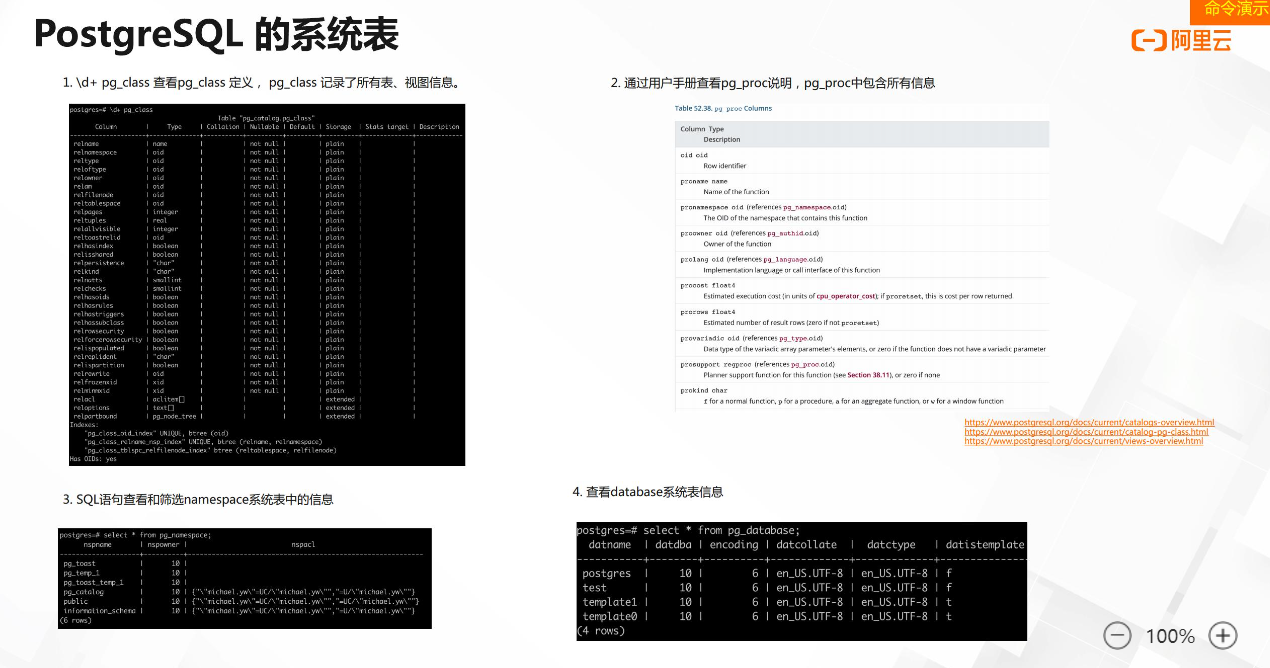 命令演示
PostgreSQL 的系统表
阿里云
1. \d+ pg_class 查看pg_class 定义 ，pg_class 记录了所有表、视图信息。
postgres=# \d+ pg_class
Table "pg_catalog.pg_class"
Column | Type | Collation | Nullable | Default | Storage | Stats target | Description
relname | name | | not null | | plain | |
relnamespace | oid | | not null | | plain | |
reltype | oid | | not null | | plain | |
reloftype | oid | | not null | | plain | |
relowner | oid | | not null | | plain | |
relam | oid | | not null | | plain | |
relfilenode | oid | | not null | | plain | |
reltablespace | oid | | not null | | plain | |
relpages | integer | | not null | | plain | |
reltuples | real | | not null | | plain | |
relallvisible | integer | | not null | | plain | |
reltoastrelid | oid | | not null | | plain | |
relhasindex | boolean | | not null | | plain | |
relisshared | boolean | | not null | | plain | |
relpersistence | "char" | | not null | | plain | |
relkind | "char" | | not null | | plain | |
relnatts | smallint | | not null | | plain | |
relchecks | smallint | | not null | | plain | |
relhasoids | boolean | | not null | | plain | |
relhasrules | boolean | | not null | | plain | |
relhastriggers | boolean | | not null | | plain | |
relhassubclass | boolean | | not null | | plain | |
relrowsecurity | boolean | | not null | | plain | |
relforcerowsecurity | boolean | | not null | | plain | |
relispopulated | boolean | | not null | | plain | |
relreplident | "char" | | not null | | plain | |
relispartition | boolean | | not null | | plain | |
relrewrite | oid | | not null | | plain | |
relfrozenxid | xid | | not null | | plain | |
relminmxid | xid | | not null | | plain | |
relacl | aclitem[] | | | | extended | |
reloptions | text[] | | | | extended | |
relpartbound | pg_node_tree | | | | extended | |
Indexes:
"pg_class_oid_index" UNIQUE, btree (oid)
"pg_class_relname_nsp_index" UNIQUE, btree (relname, relnamespace)
"pg_class_tblspc_relfilenode_index" btree (reltablespace, relfilenode)
Has OIDs: yes
2. 通过用户手册查看pg_proc说明，pg_proc中包含所有信息
Table 52.38. pg_proc Columns
Column Type
Description
oid oid
Row identifier
proname name
Name of the function
pronamespace oid (references pg_namespace.oid)
The OID of the namespace that contains this function
proowner oid (references pg_authid.oid)
Owner of the function
prolang oid (references pg_language.oid)
Implementation language or call interface of this function
procost float4
Estimated execution cost (in units of cpu_operator_cost); if proretset, this is cost per row returned
prorows float4
Estimated number of result rows (zero if not proretset)
provariadic oid (references pg_type.oid)
Data type of the variadic array parameter's elements, or zero if the function does not have a variadic parameter
prosupport regproc (references pg_proc.oid)
Planner support function for this function (see Section 38.11), or zero if none
prokind char
f for a normal function, p for a procedure, a for an aggregate function, or w for a window function
https://www.postgresql.org/docs/current/catalogs-overview.html
https://www.postgresql.org/docs/current/catalog-pg-class.html
https://www.postgresql.org/docs/current/views-overview.html
3. SQL语句查看和筛选namespace系统表中的信息
postgres=# select * from pg_namespace;
nspname | nspowner | nspacl
pg_toast | 10 |
pg_temp_1 | 10 |
pg_toast_temp_1 | 10 |
pg_catalog | 10 | {"\"michael.yw\"=UC/\"michael.yw\"","=U/\"michael.yw\""}
public | 10 | {"\"michael.yw\"=UC/\"michael.yw\"","=UC/\"michael.yw\""}
information_schema | 10 | {"\"michael.yw\"=UC/\"michael.yw\"","=U/\"michael.yw\""}
(6 rows)
4. 查看database系统表信息
postgres=# select * from pg_database;
datname | datdba | encoding | datcollate | datctype | datistemplate
postgres | 10 | 6 | en_US.UTF-8 | en_US.UTF-8 | f
test | 10 | 6 | en_US.UTF-8 | en_US.UTF-8 | f
template1 | 10 | 6 | en_US.UTF-8 | en_US.UTF-8 | t
template0 | 10 | 6 | en_US.UTF-8 | en_US.UTF-8 | t
(4 rows)
100%